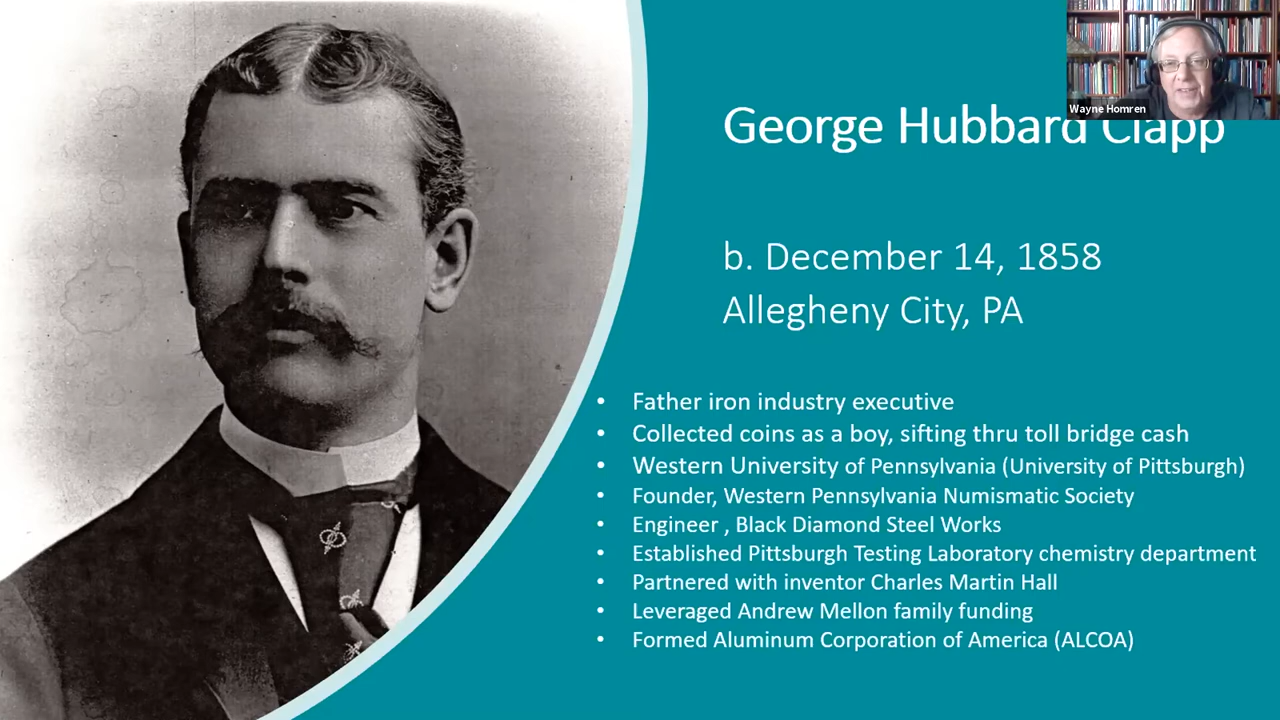 Wayne Homren
George Hubbard Clapp
b. December 14, 1858
Allegheny City, PA
• Father iron industry executive
• Collected coins as a boy, sifting thru toll bridge cash
• Western University of Pennsylvania (University of Pittsburgh)
• Founder, Western Pennsylvania Numismatic Society
• Engineer , Black Diamond Steel Works
• Established Pittsburgh Testing Laboratory chemistry department
• Partnered with inventor Charles Martin Hall
• Leveraged Andrew Mellon family funding
• Formed Aluminum Corporation of America (ALCOA)